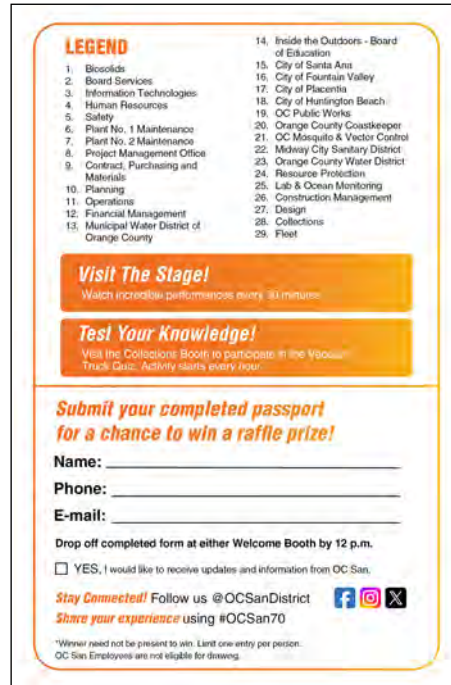 LEGEND
1. Biosolids
2. Board Services
3. Information Technologies
4. Human Resources
5. Safety
6. Plant No. 1 Maintenance
7. Plant No. 2 Maintenance
8. Project Management Office
9. Contract, Purchasing and
Materials
10. Planning
11. Operations
12. Financial Management
13. Municipal Water District of
Orange County
14. Inside the Outdoors - Board
of Education
15. City of Santa Ana
16. City of Fountain Valley
17. City of Placentia
18. City of Huntington Beach
19. OC Public Works
20. Orange County Coastkeeper
21. OC Mosquito & Vector Control
22. Midway City Sanitary District
23. Orange County Water District
24. Resource Protection
25. Lab & Ocean Monitoring
26. Construction Management
27. Design
28. Collections
29. Fleet
Visit The Stage!
Watch incredible performances every 30 minutes.
Test Your Knowledge!
Visit the Collections Booth to participate in the Vacuum
Truck Quiz. Activity starts every hour.
Submit your completed passport
for a chance to win a raffle prize!
Name:
Phone:
E-mail:
Drop off completed form at either Welcome Booth by 12 p.m.
YES, I would like to receive updates and information from OC San.
Stay Connected! Follow us @OCSanDistrict
Share your experience using #OCSan70
*Winner need not be present to win. Limit one entry per person.
OC San Employees are not eligible for drawing.